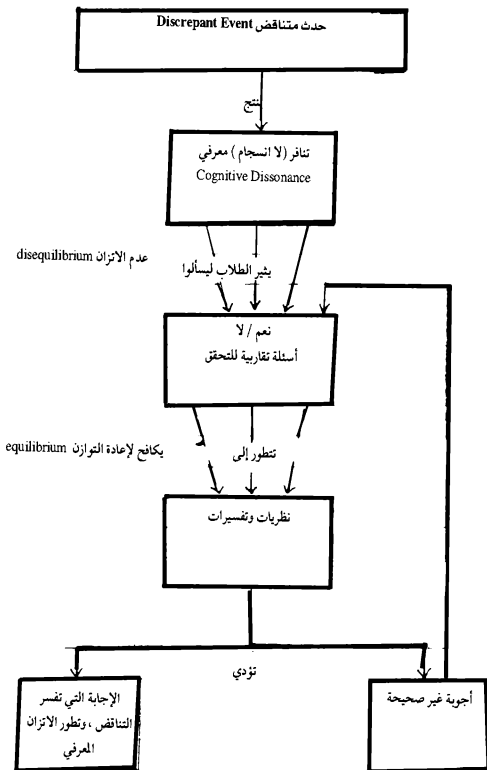 حدث متناقض Discrepant Event
ينتج
تنافر (لا انسجام) معرفي
Cognitive Dissonance
عدم الاتزان disequilibrium
يثير الطلاب ليسألوا
نعم / لا
أسئلة تقاربية للتحقق
يكافح لإعادة التوازن equilibrium
تتطور إلى
نظريات وتفسيرات
تؤدي
أجوبة غير صحيحة
الإجابة التي تفسر
التناقض ، وتطور الاتزان
المعرفي